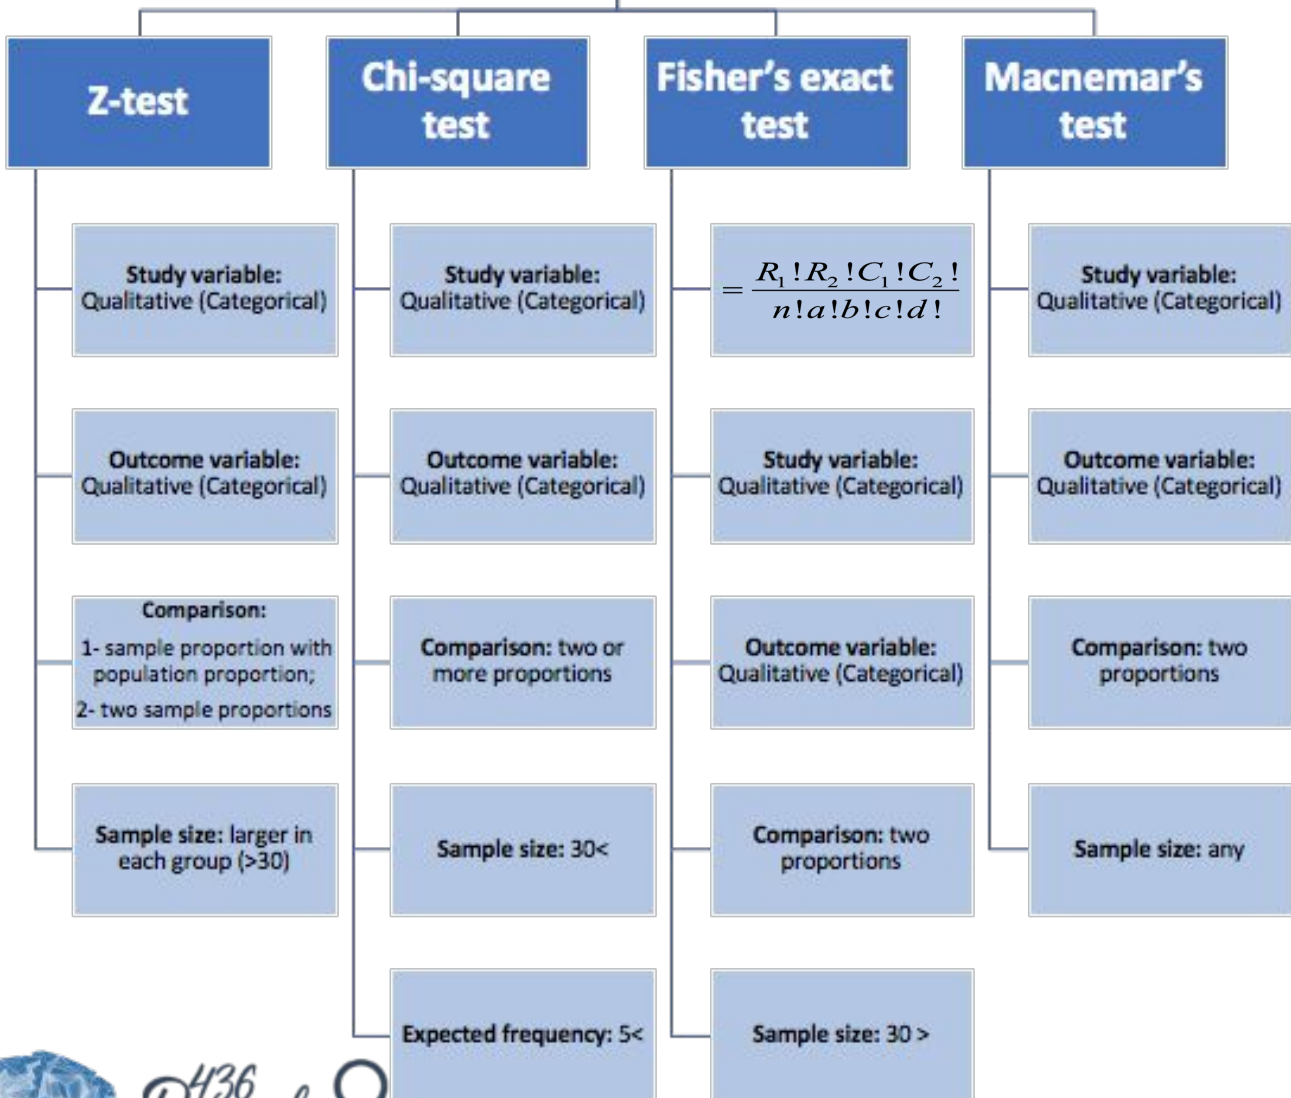 Z-test
Chi-square
test
Fisher's exact
test
Macnemar's
test
Study variable:
Qualitative (Categorical)
Outcome variable:
Qualitative (Categorical)
Comparison:
1- sample proportion with
population proportion;
2- two sample proportions
Sample size: larger in
each group (>30)
Study variable:
Qualitative (Categorical)
Outcome variable:
Qualitative (Categorical)
Comparison: two or
more proportions
Sample size: 30<
Expected frequency: 5<
= R₁!R₂!C₁!C₂!
n!a!b!c!d!
Study variable:
Qualitative (Categorical)
Outcome variable:
Qualitative (Categorical)
Comparison: two
proportions
Sample size: 30 >
Study variable:
Qualitative (Categorical)
Outcome variable:
Qualitative (Categorical)
Comparison: two
proportions
Sample size: any
436